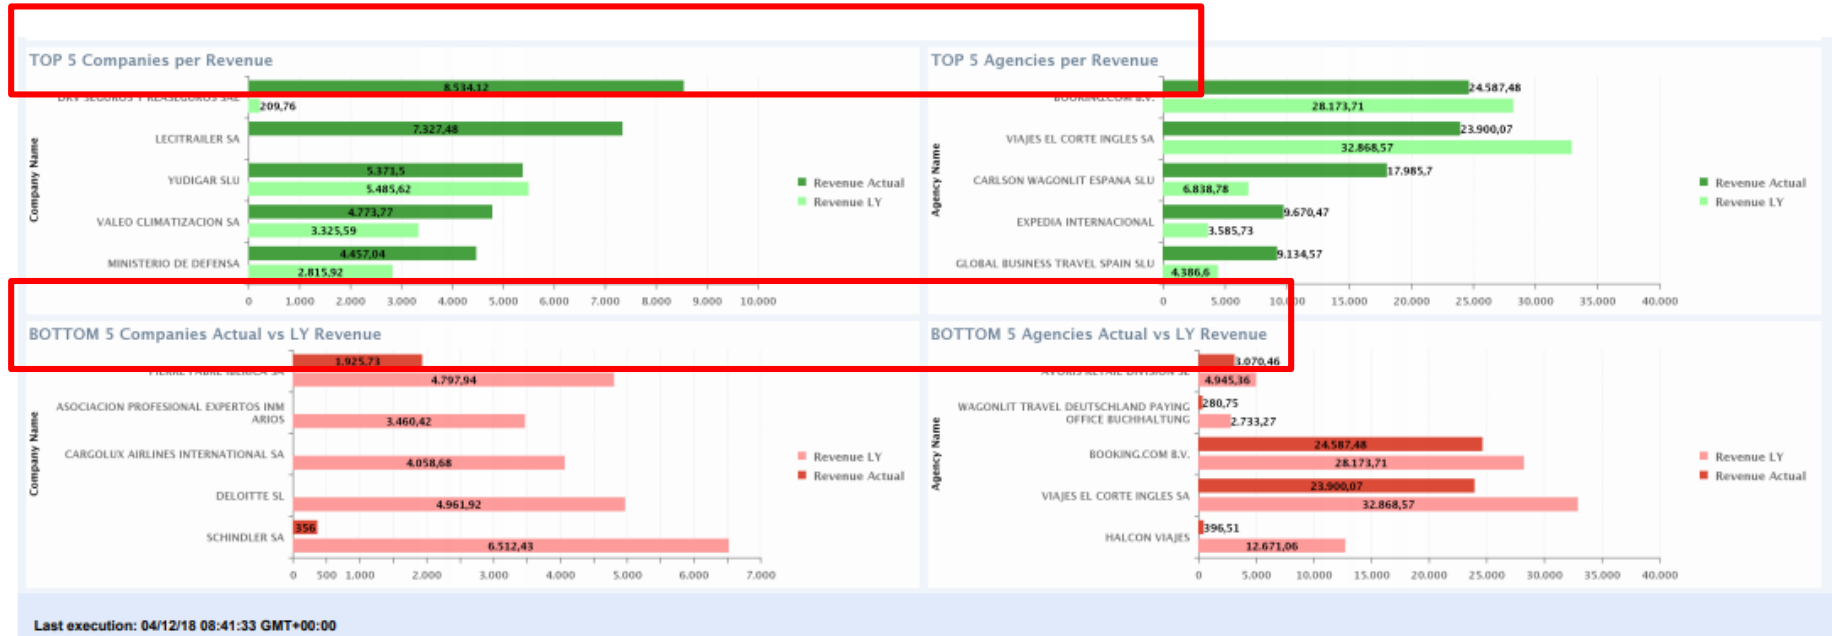 TOP 5 Companies per Revenue
Company Name
8.534,12
209,76
LECITRAILER SA
7.327,48
YUDIGAR SLU
5.371,5
5.485,62
VALEO CLIMATIZACION SA
4.773,77
3.325,59
MINISTERIO DE DEFENSA
4.457,04
2.815,92
0 1.000 2.000 3.000 4.000 5.000 6.000 7.000 8.000 9.000 10.000
Revenue Actual
Revenue LY
TOP 5 Agencies per Revenue
Agency Name
BOOKING.COM B.V.
24.587,48
28.173,71
VIAJES EL CORTE INGLES SA
23.900,07
32.868,57
CARLSON WAGONLIT ESPANA SLU
17.985,7
6.838,78
EXPEDIA INTERNACIONAL
9.670,47
3.585,73
GLOBAL BUSINESS TRAVEL SPAIN SLU
9.134,57
4.386,6
0 5.000 10.000 15.000 20.000 25.000 30.000 35.000 40.000
Revenue Actual
Revenue LY
BOTTOM 5 Companies Actual vs LY Revenue
Company Name
PIERRE FABRE IBERICA SA
1.925,73
4.797,94
ASOCIACION PROFESIONAL EXPERTOS INM
ARIOS
3.460,42
CARGOLUX AIRLINES INTERNATIONAL SA
4.058,68
DELOITTE SL
4.961,92
SCHINDLER SA
356
6.512,43
0 500 1.000 2.000 3.000 4.000 5.000 6.000 7.000
Revenue LY
Revenue Actual
BOTTOM 5 Agencies Actual vs LY Revenue
Agency Name
AVORIS RETAIL DIVISION SL
3.070,46
4.945,36
WAGONLIT TRAVEL DEUTSCHLAND PAYING
OFFICE BUCHHALTUNG
280,75
2.733,27
BOOKING.COM B.V.
24.587,48
28.173,71
VIAJES EL CORTE INGLES SA
23.900,07
32.868,57
HALCON VIAJES
396,51
12.671,06
0 5.000 10.000 15.000 20.000 25.000 30.000 35.000 40.000
Revenue LY
Revenue Actual
Last execution: 04/12/18 08:41:33 GMT+00:00